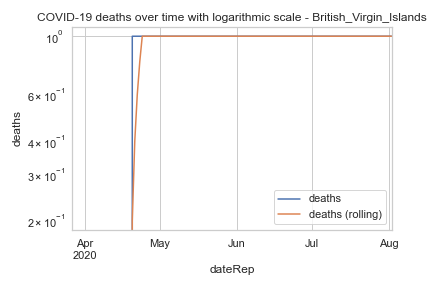 COVID-19 deaths over time with logarithmic scale - British_Virgin_Islands
10⁰
6 × 10⁻¹
4 × 10⁻¹
3 × 10⁻¹
2 × 10⁻¹
deaths
deaths
deaths (rolling)
Apr May Jun Jul Aug
2020
dateRep